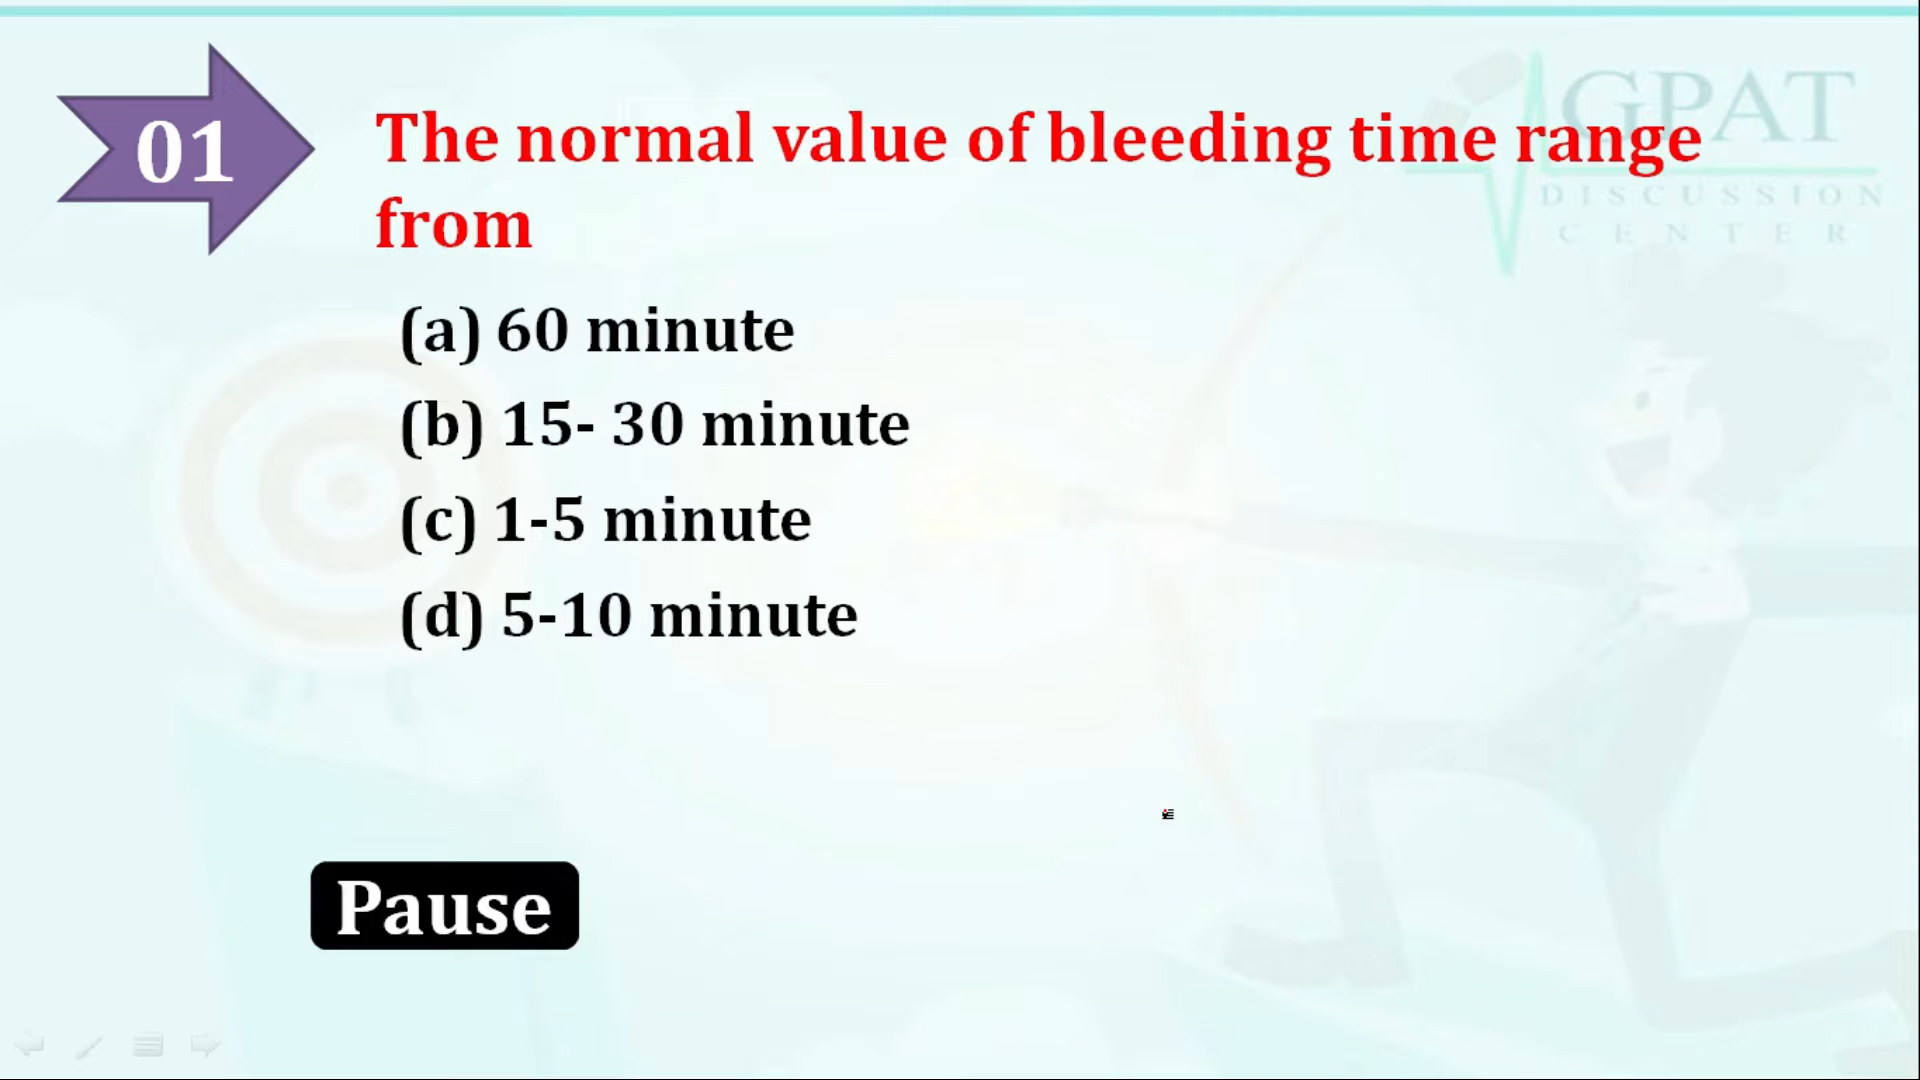 01
The normal value of bleeding time range
from
(a) 60 minute
(b) 15- 30 minute
(c) 1-5 minute
(d) 5-10 minute
Pause
GPAT
DISCUSSION
CENTER